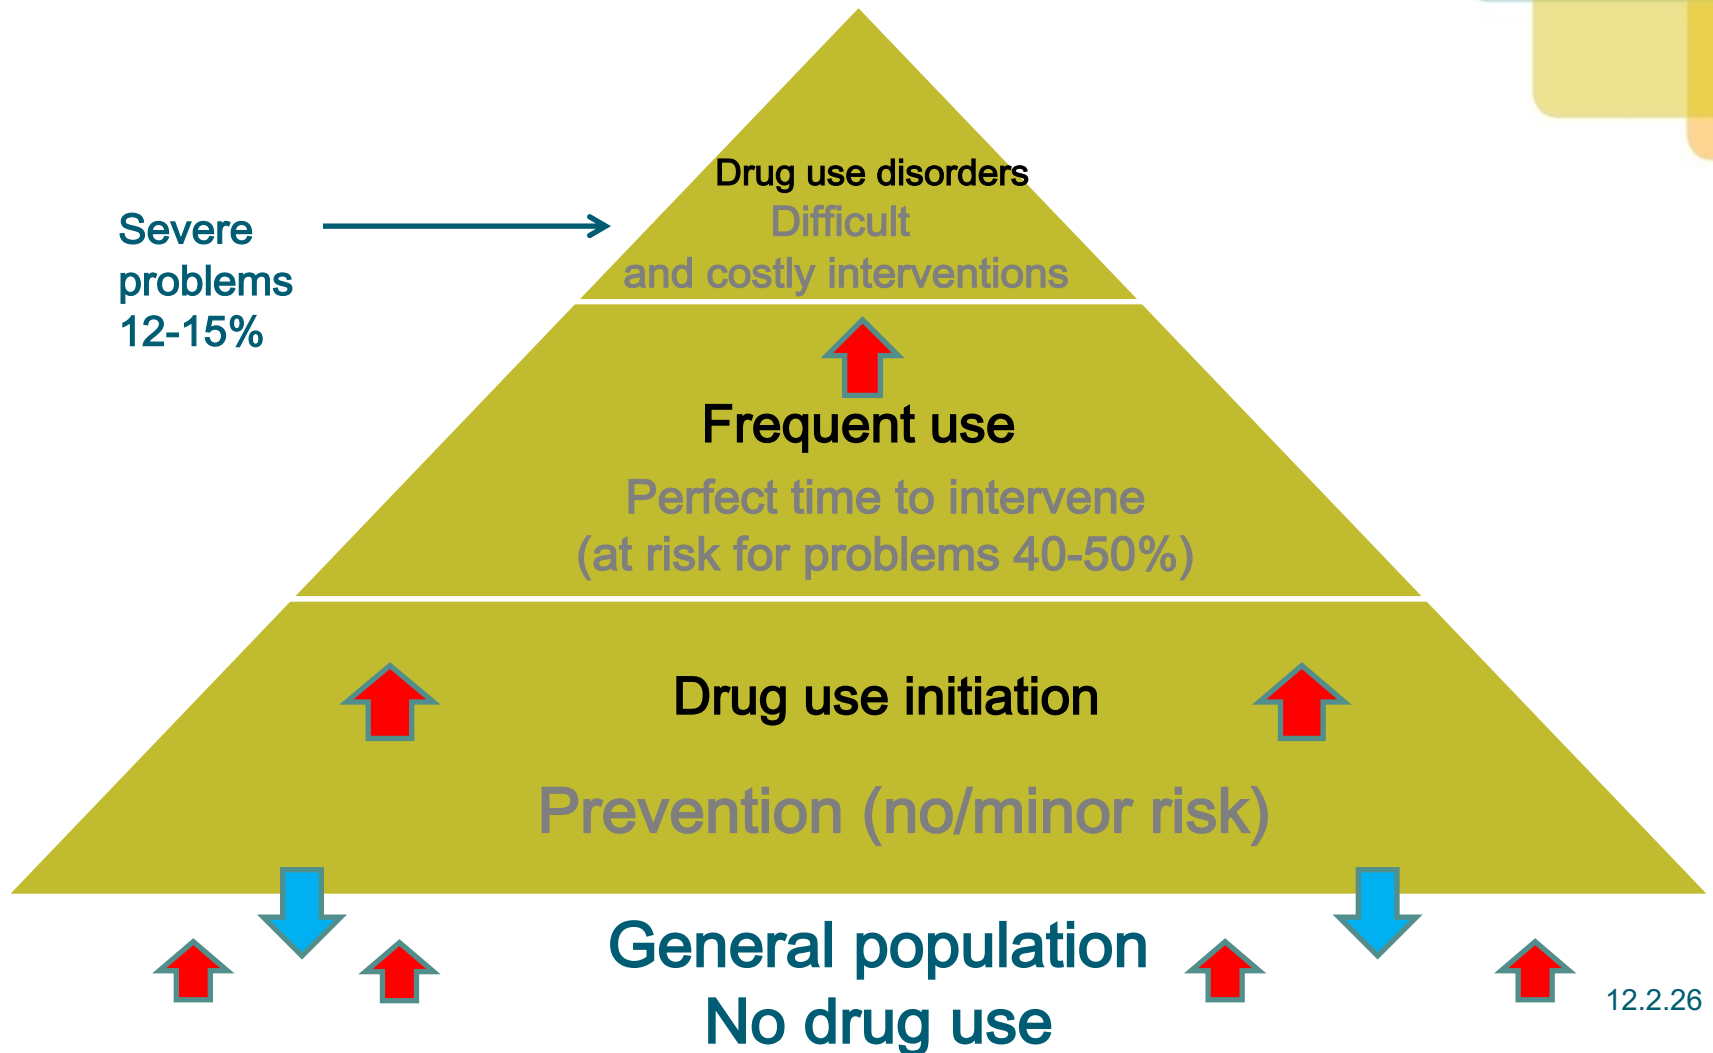 Drug use disorders
Difficult
and costly interventions
Severe
problems
12-15%
Frequent use
Perfect time to intervene
(at risk for problems 40-50%)
Drug use initiation
Prevention (no/minor risk)
General population
No drug use
12.2.26